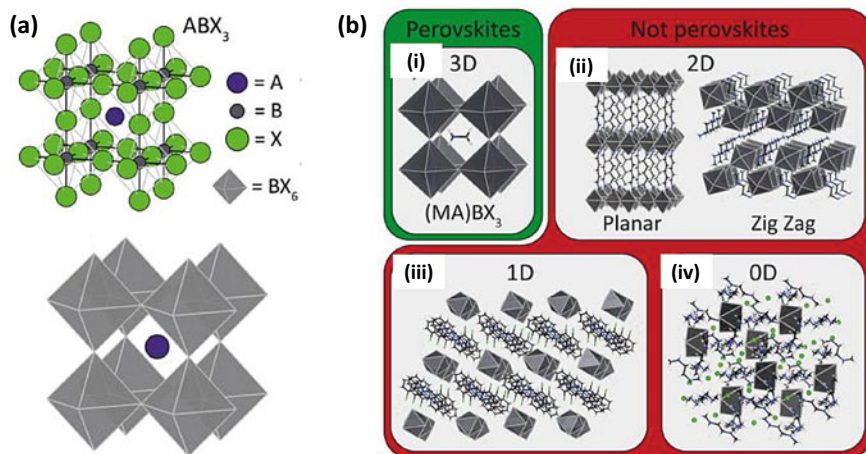 (a)
ABX₃
= A
= B
= X
= BX₆
(b)
Perovskites
Not perovskites
(i)
3D
(MA)BX₃
(ii)
2D
Planar
Zig Zag
(iii)
1D
(iv)
0D